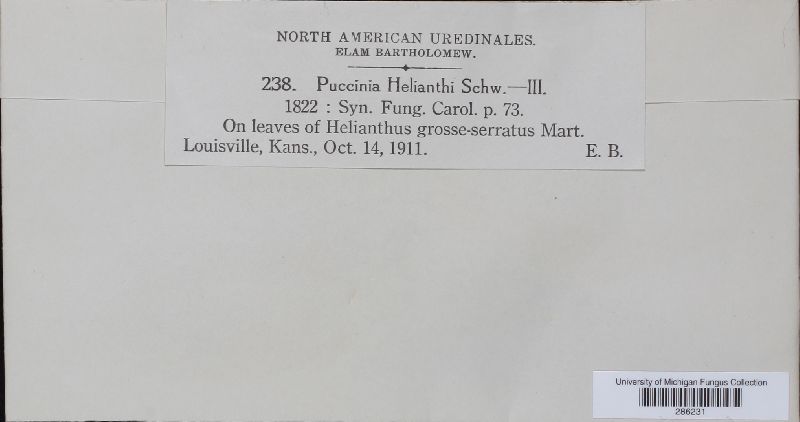 NORTH AMERICAN UREDINALES.
ELAM BARTHOLOMEW.
238. Puccinia Helianthi Schw.—III.
1822 : Syn. Fung. Carol. p. 73.
On leaves of Helianthus grosse-serratus Mart.
Louisville, Kans., Oct. 14, 1911. E. B.
University of Michigan Fungus Collection
286231